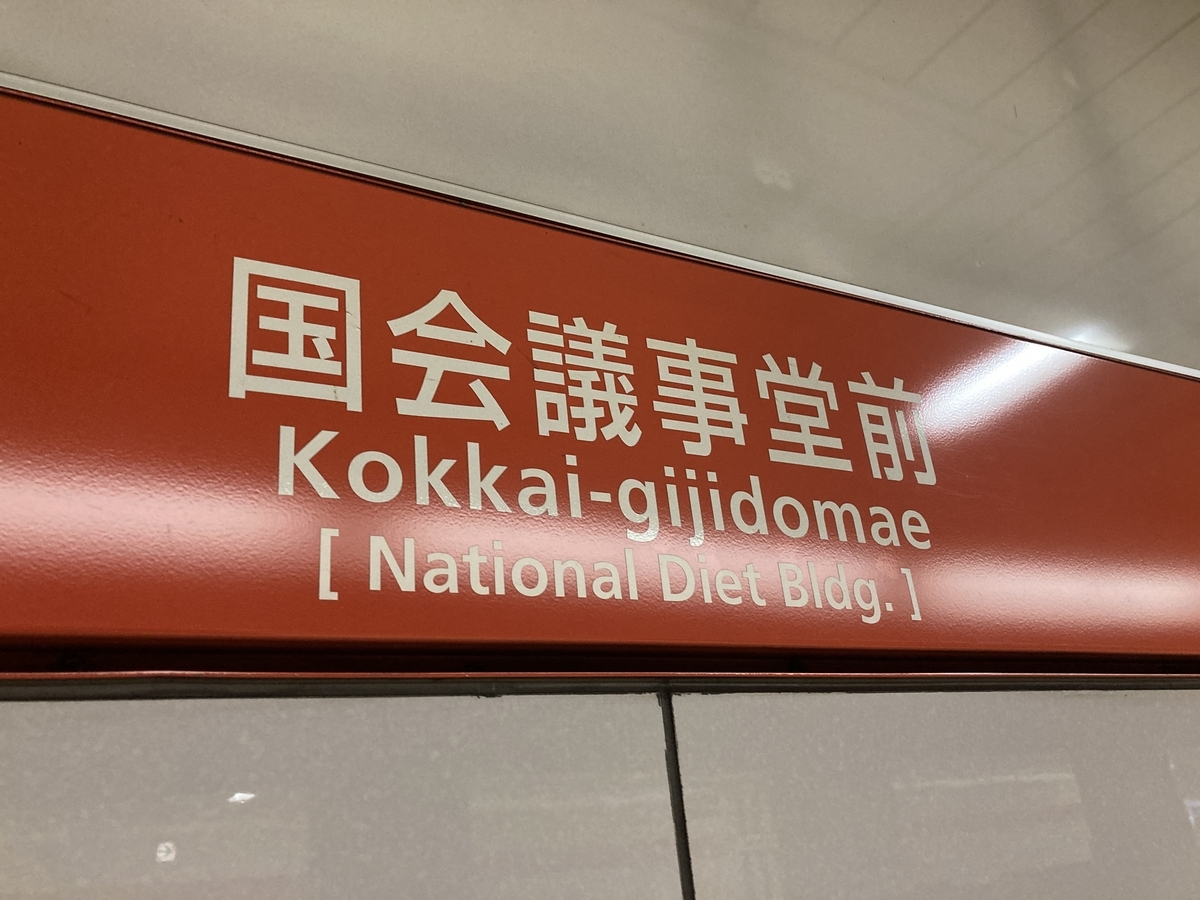 国会議事堂前
Kokkai-gijidomae
[ National Diet Bldg. ]